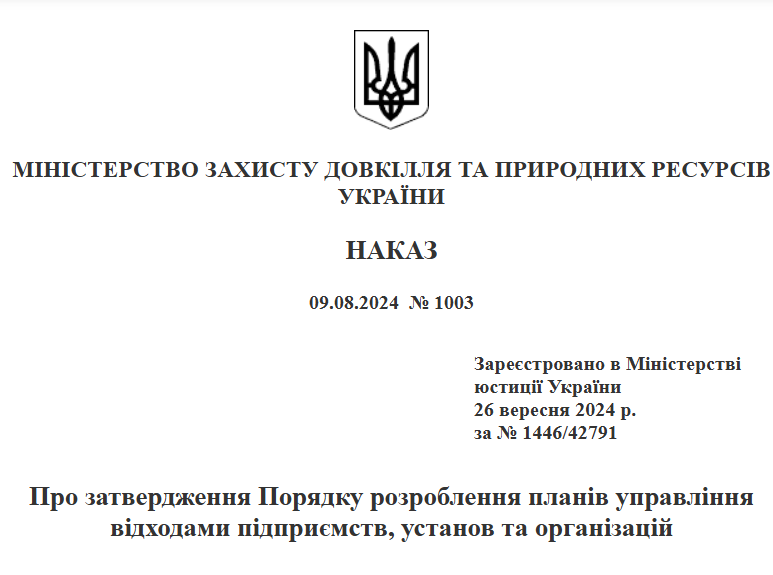 МІНІСТЕРСТВО ЗАХИСТУ ДОВКІЛЛЯ ТА ПРИРОДНИХ РЕСУРСІВ
УКРАЇНИ
НАКАЗ
09.08.2024 № 1003
Зареєстровано в Міністерстві
юстиції України
26 вересня 2024 р.
за № 1446/42791
Про затвердження Порядку розроблення планів управління
відходами підприємств, установ та організацій